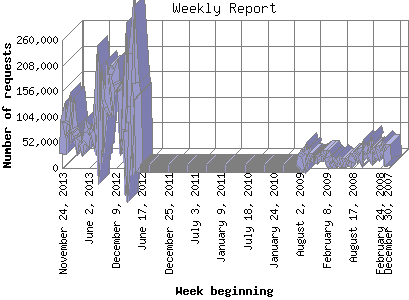 Weekly Report
Number of requests
260,000
208,000
156,000
104,000
52,000
0
November 24, 2013
June 2, 2013
December 9, 2012
June 17, 2012
December 25, 2011
July 3, 2011
January 9, 2011
July 18, 2010
January 24, 2010
August 2, 2009
February 8, 2009
August 17, 2008
February 24, 2008
December 30, 2007
Week beginning